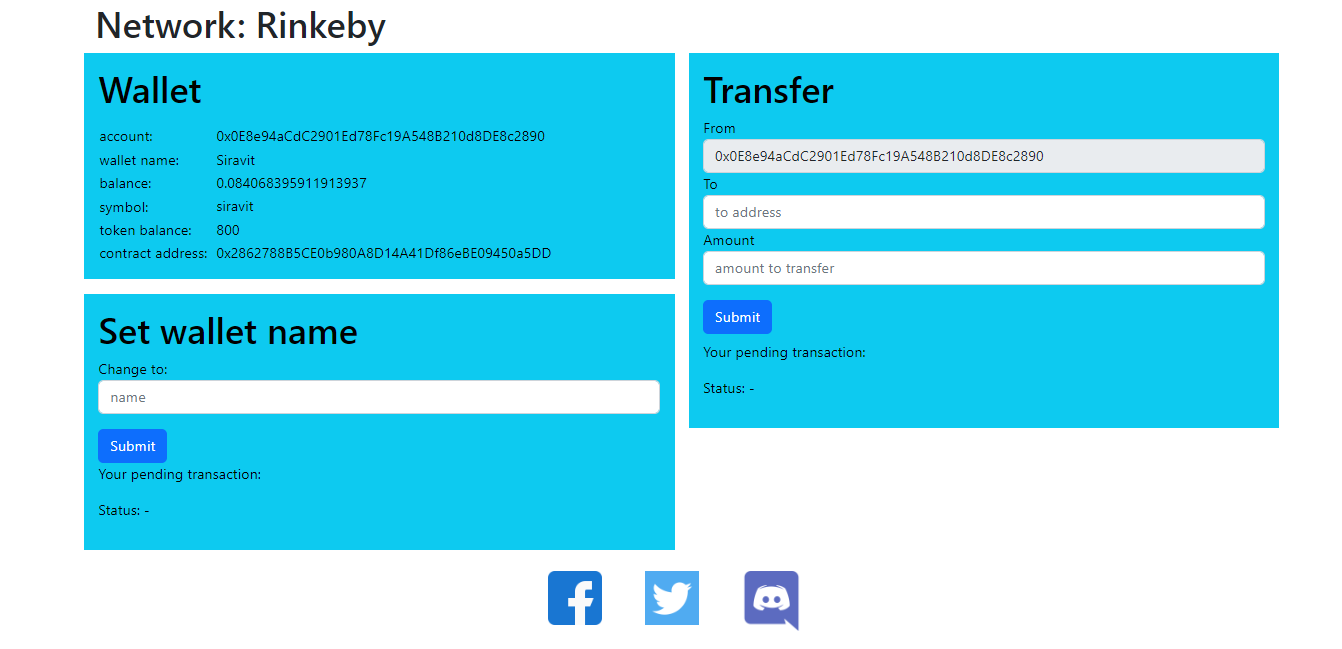 Network: Rinkeby
Wallet
account: 0x0E8e94aCdC2901Ed78Fc19A548B210d8DE8c2890
wallet name: Siravit
balance: 0.084068395911913937
symbol: siravit
token balance: 800
contract address: 0x2862788B5CE0b980A8D14A41Df86eBE09450a5DD
Set wallet name
Change to:
name
Submit
Your pending transaction:
Status: -
Transfer
From
0x0E8e94aCdC2901Ed78Fc19A548B210d8DE8c2890
To
to address
Amount
amount to transfer
Submit
Your pending transaction:
Status: -